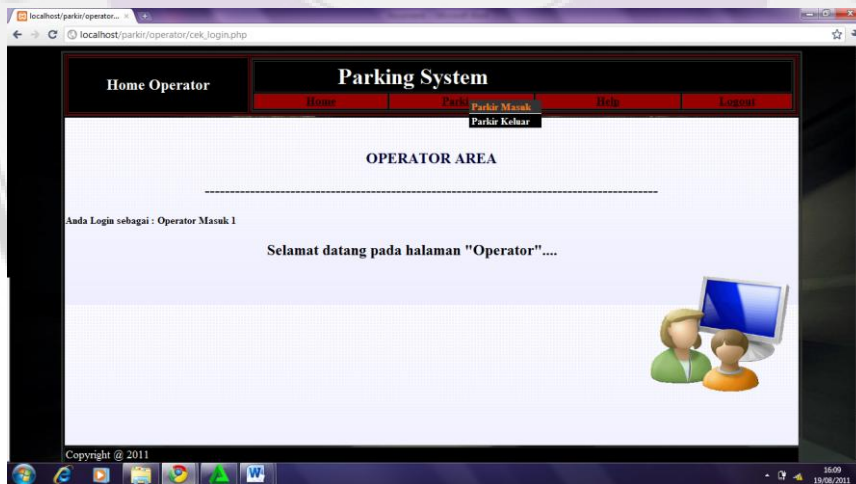 localhost/parkir/operator...
localhost/parkir/operator/cek_login.php
Home Operator
Parking System
Home
Parkir Masuk
Parkir Keluar
Help
Logout
OPERATOR AREA
Anda Login sebagai : Operator Masuk 1
Selamat datang pada halaman "Operator"....
Copyright @ 2011
16:09
19/08/2011